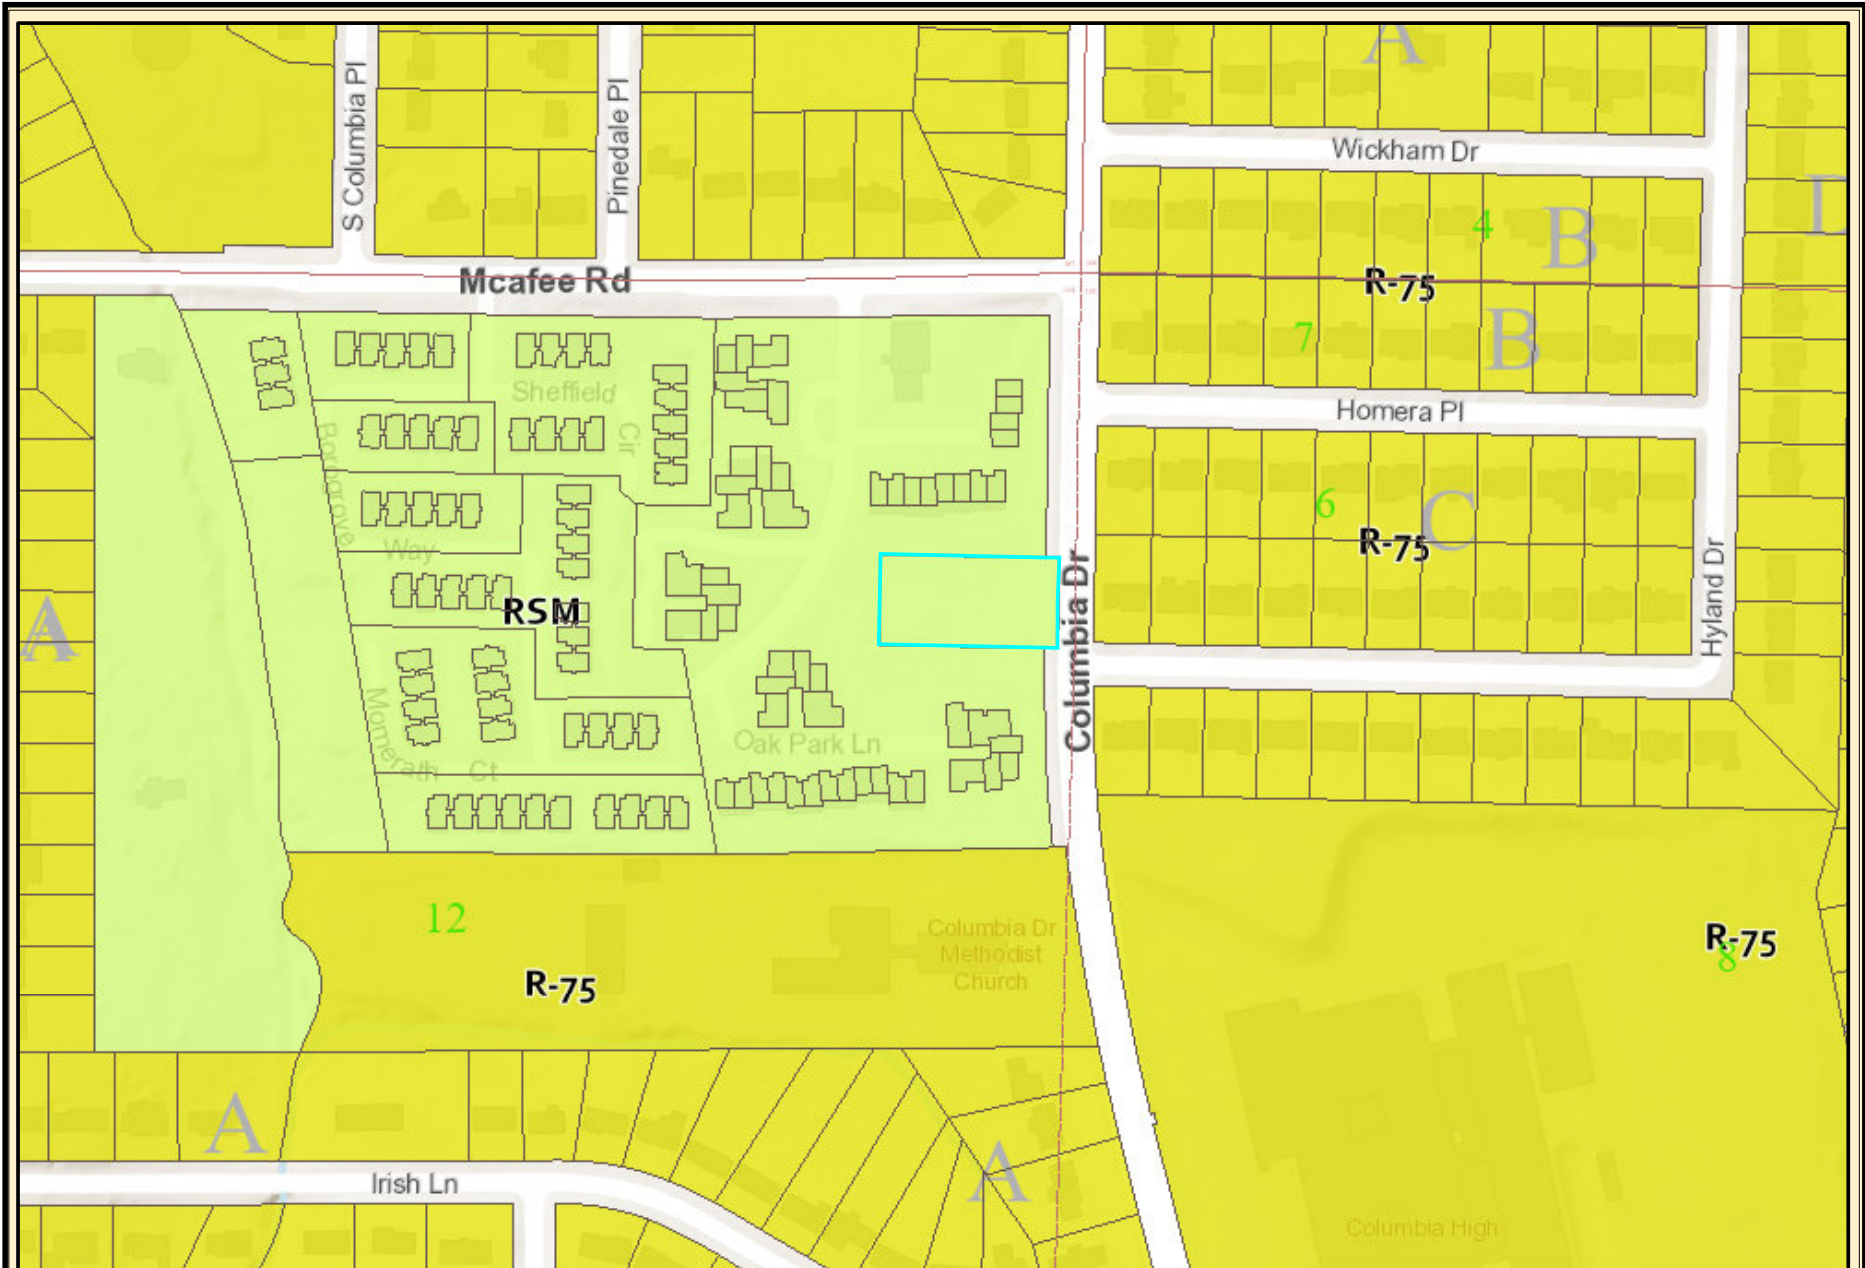 S Columbia Pl
Pinedale Pl
A
Wickham Dr
D
4
B
Mcafee Rd
R-75
7
B
Sheffield
Cir
Homera Pl
Borogrove
Way
6
C
R-75
RSM
A
Columbia Dr
Hyland Dr
Momerath Ct
Oak Park Ln
12
Columbia Dr
Methodist
Church
R-75
R-75
8
A
A
Irish Ln
Columbia High